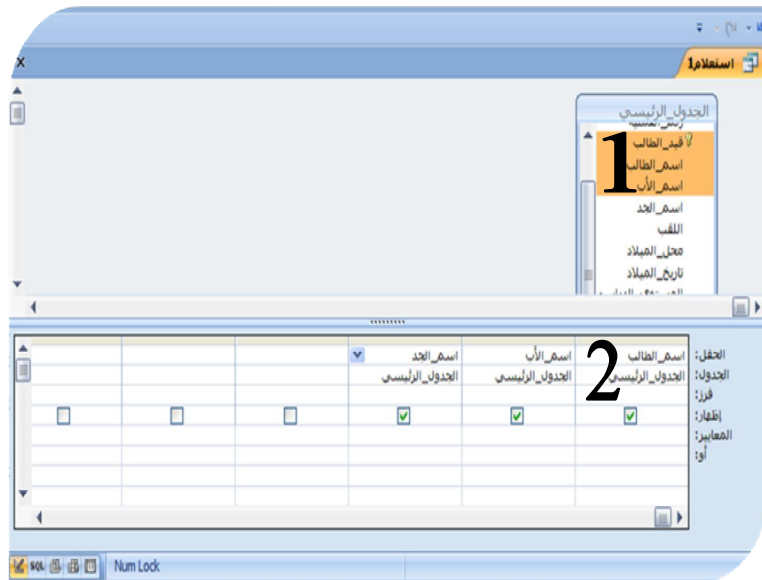 استعلام1
الجدول_الرئيسي
قيد_الطالب
1
اسم_الطالب
اسم_الأب
اسم_الجد
اللقب
محل_الميلاد
تاريخ_الميلاد
الحقل: اسم_الطالب اسم_الأب اسم_الجد
2
الجدول: الجدول_الرئيسي الجدول_الرئيسي الجدول_الرئيسي
فرز:
إظهار:
المعايير:
أو:
SQL Num Lock